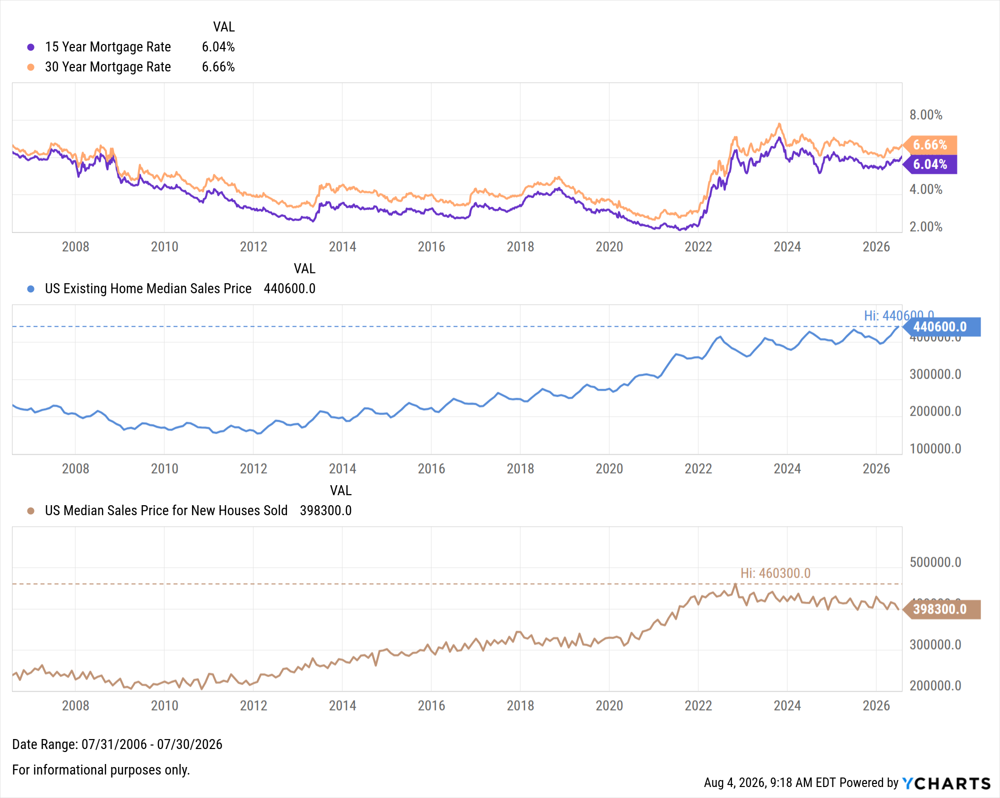 VAL
15 Year Mortgage Rate 6.04%
30 Year Mortgage Rate 6.66%
8.00%
6.66%
6.04%
4.00%
2.00%
2008 2010 2012 2014 2016 2018 2020 2022 2024 2026
VAL
US Existing Home Median Sales Price 440600.0
Hi: 440600.0
440600.0
400000.0
300000.0
200000.0
100000.0
2008 2010 2012 2014 2016 2018 2020 2022 2024 2026
VAL
US Median Sales Price for New Houses Sold 398300.0
500000.0
Hi: 460300.0
398300.0
300000.0
200000.0
2008 2010 2012 2014 2016 2018 2020 2022 2024 2026
Date Range: 07/31/2006 - 07/30/2026
For informational purposes only.
Aug 4, 2026, 9:18 AM EDT Powered by YCHARTS